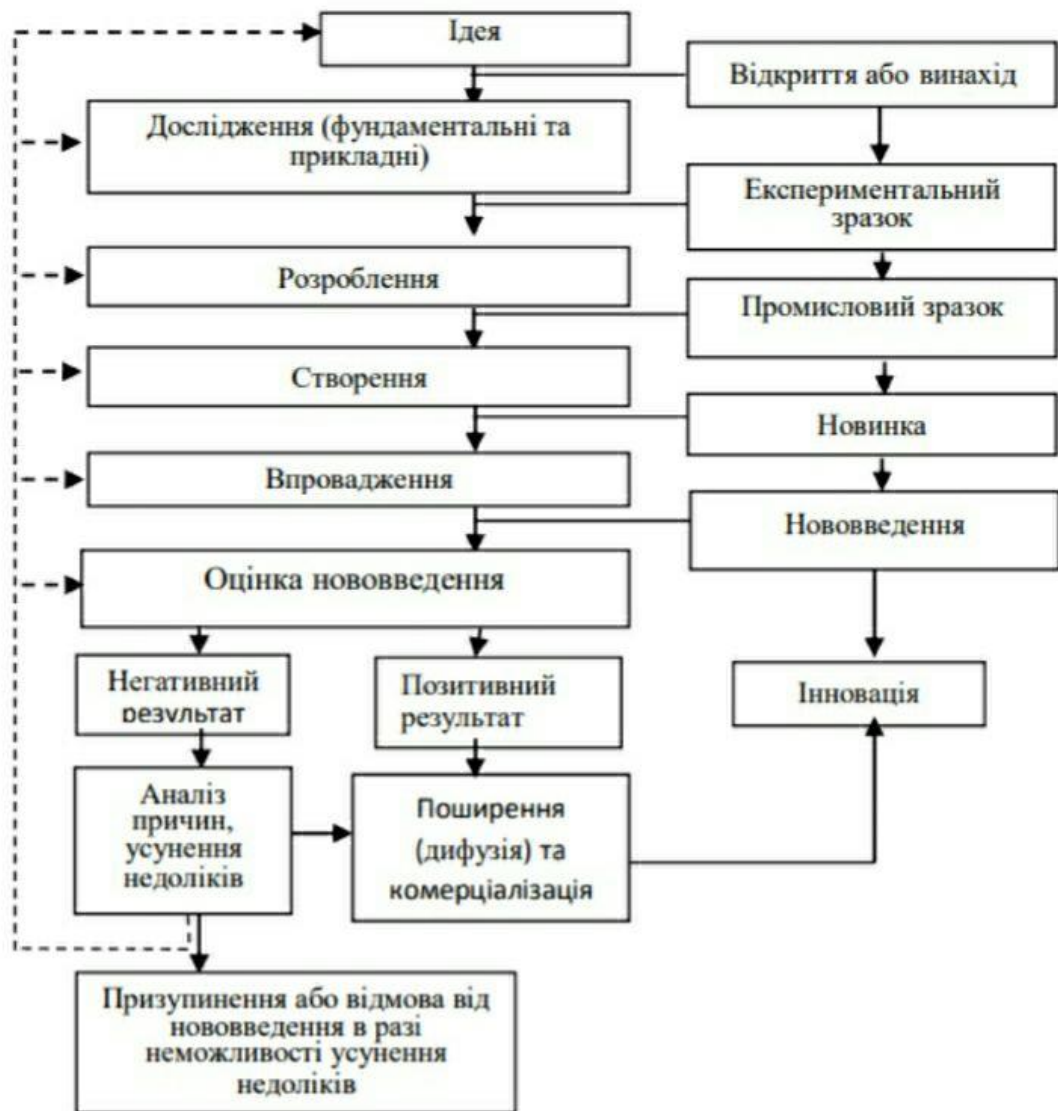 Ідея
Відкриття або винахід
Дослідження (фундаментальні та
прикладні)
Експериментальний
зразок
Розроблення
Промисловий зразок
Створення
Новинка
Впровадження
Нововведення
Оцінка нововведення
Негативний
результат
Позитивний
результат
Інновація
Аналіз
причин,
усунення
недоліків
Поширення
(дифузія) та
комерціалізація
Призупинення або відмова від
нововведення в разі
неможливості усунення
недоліків